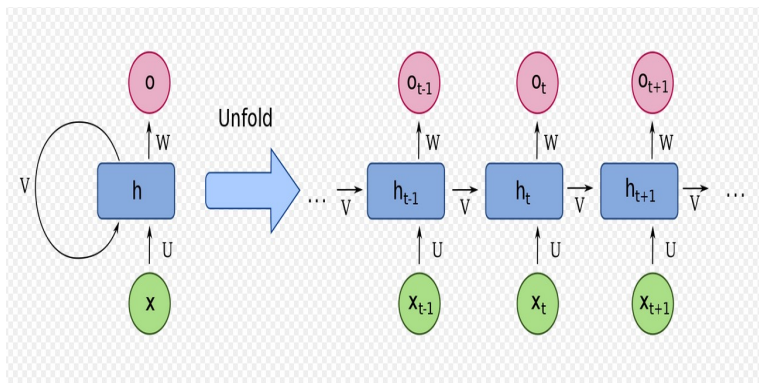 o
Unfold
W
V
h
U
x
o_{t-1} o_t o_{t+1}
W W W
... V h_{t-1} V h_t V h_{t+1} V ...
U U U
x_{t-1} x_t x_{t+1}